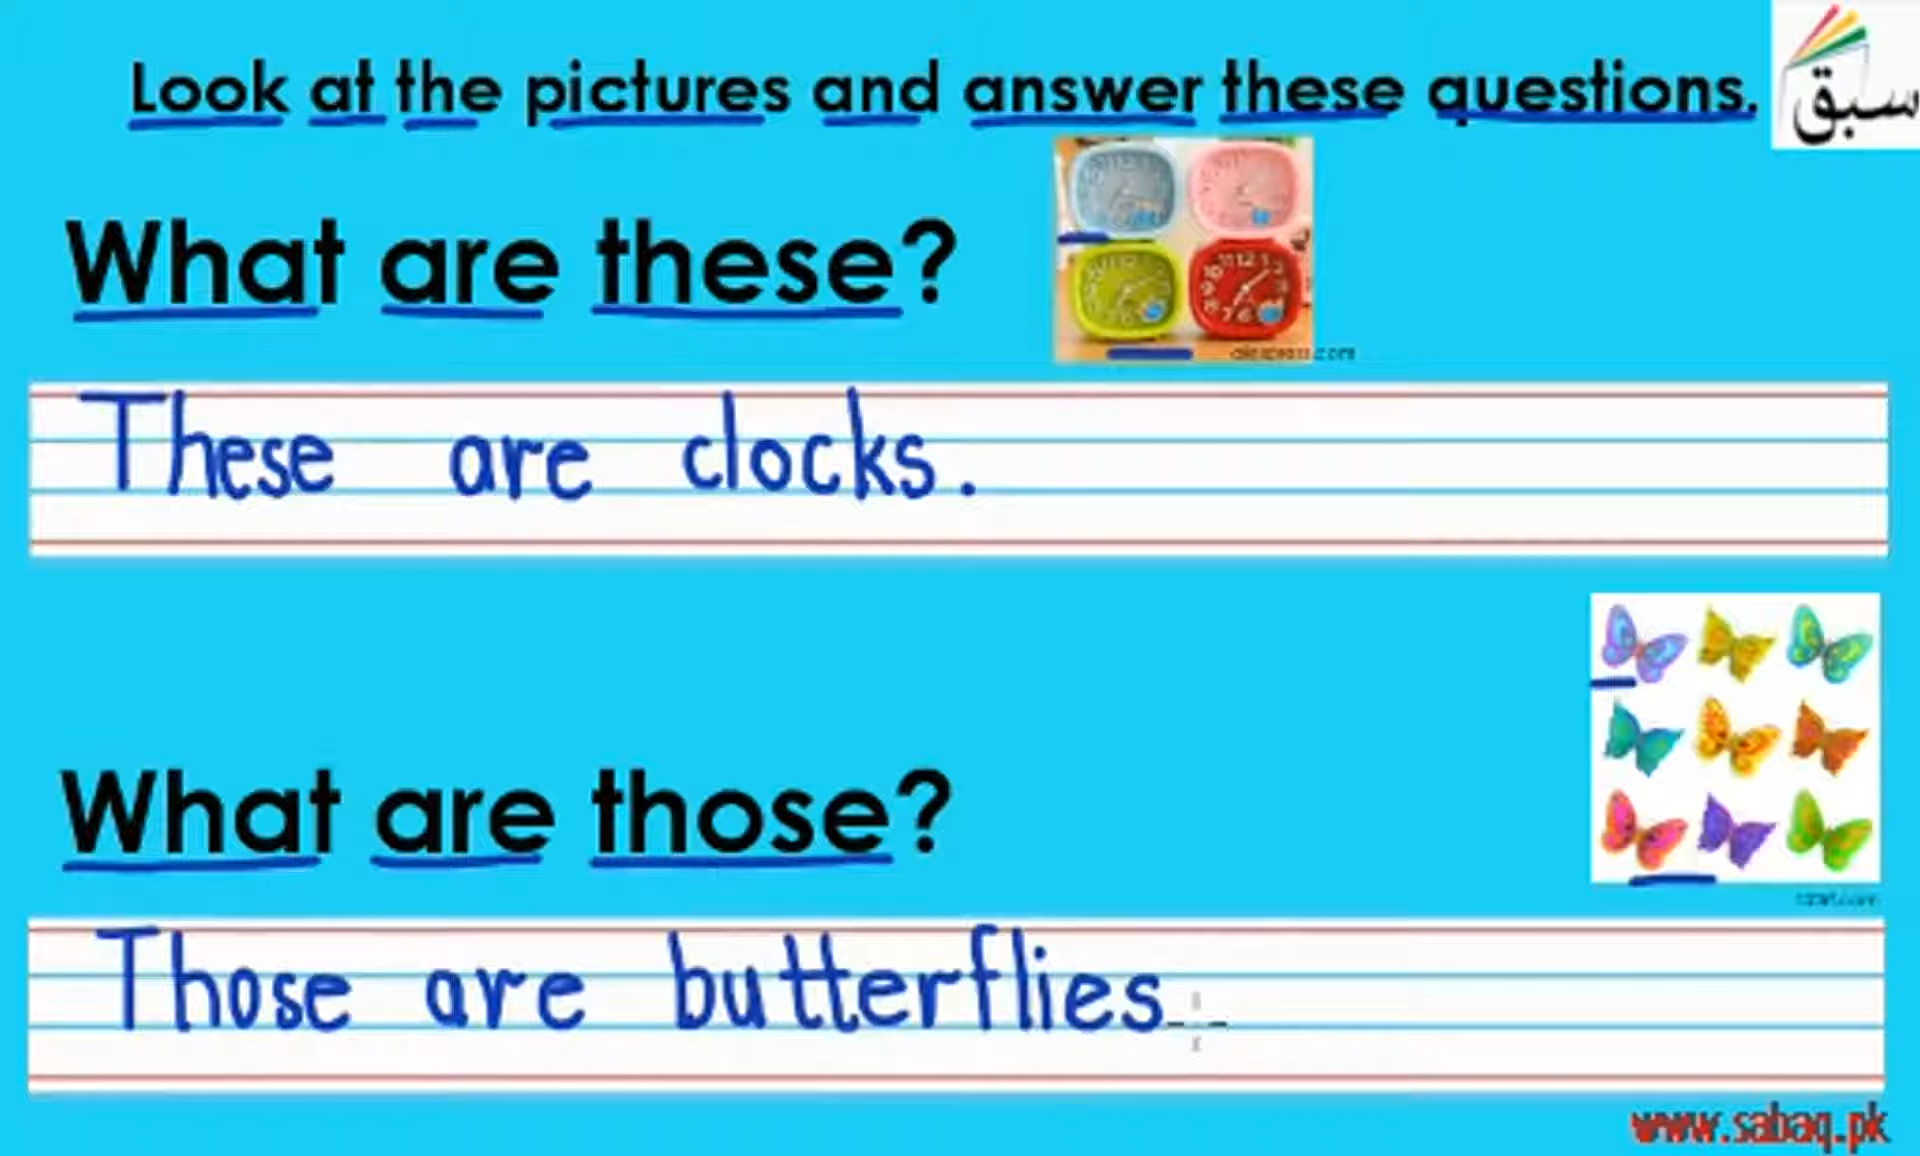 Look at the pictures and answer these questions.
سبق
What are these?
These are clocks.
What are those?
Those are butterflies
www.sabaq.pk